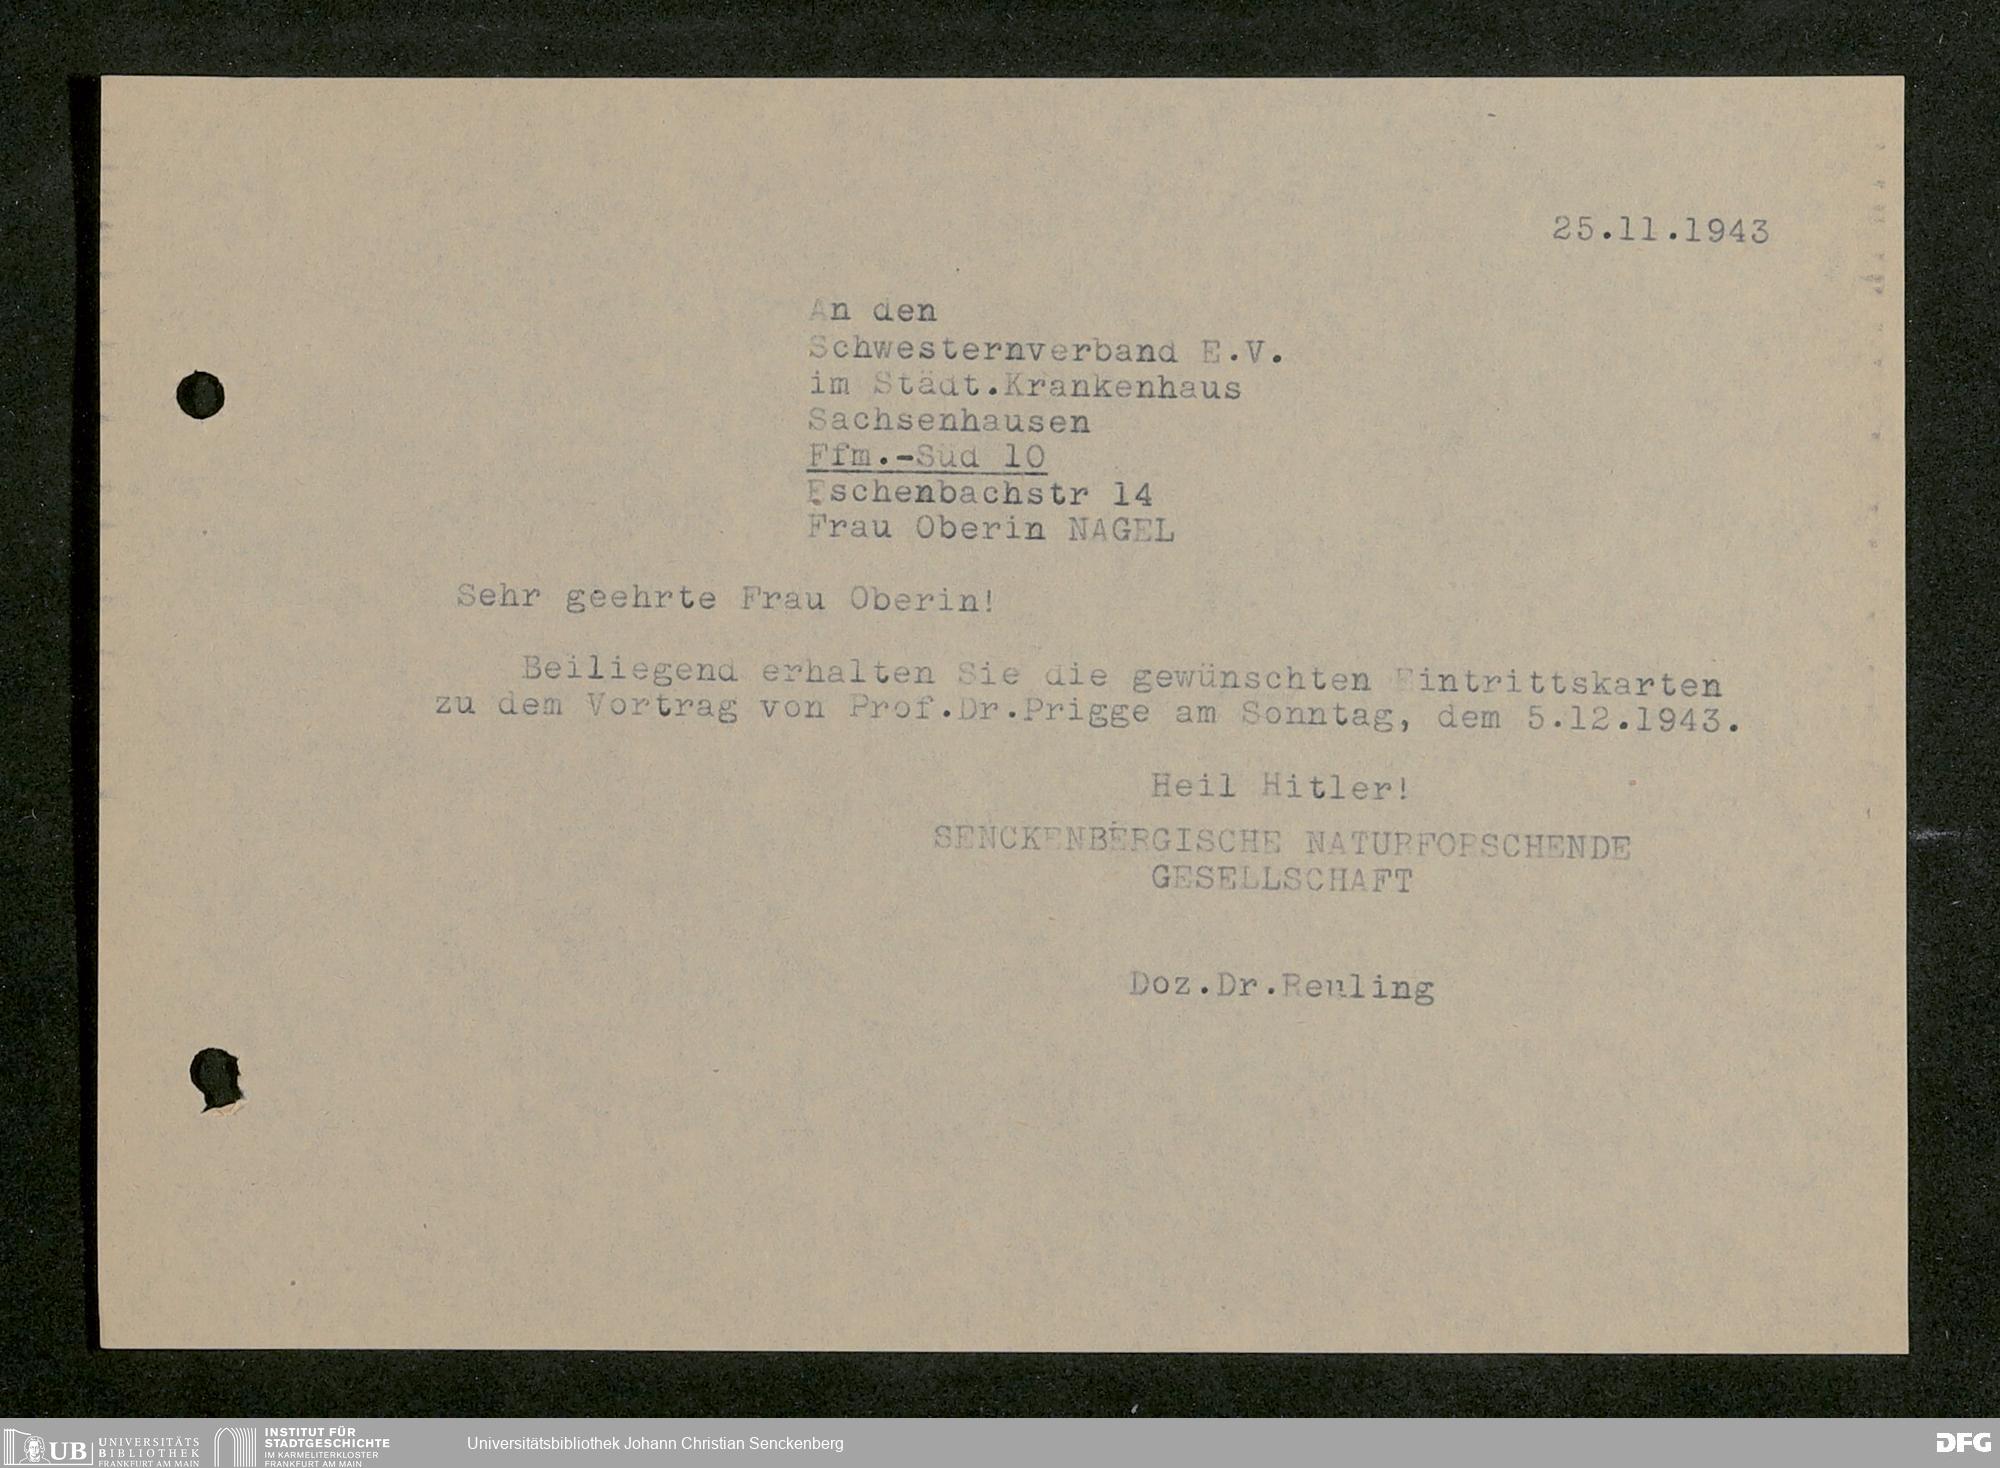 25.11.1943
An den
Schwesternverband E.V.
im Städt.Krankenhaus
Sachsenhausen
Ffm.-Süd 10
Eschenbachstr 14
Frau Oberin NAGEL
Sehr geehrte Frau Oberin!
Beiliegend erhalten Sie die gewünschten Eintrittskarten
zu dem Vortrag von Prof.Dr.Prigge am Sonntag, dem 5.12.1943.
Heil Hitler!
SENCKENBERGISCHE NATURFORSCHENDE
GESELLSCHAFT
Doz.Dr.Reuling
UB
UNIVERSITÄTS
BIBLIOTHEK
FRANKFURT AM MAIN
INSTITUT FÜR
STADTGESCHICHTE
IM KARMELITERKLOSTER
FRANKFURT AM MAIN
Universitätsbibliothek Johann Christian Senckenberg
DFG